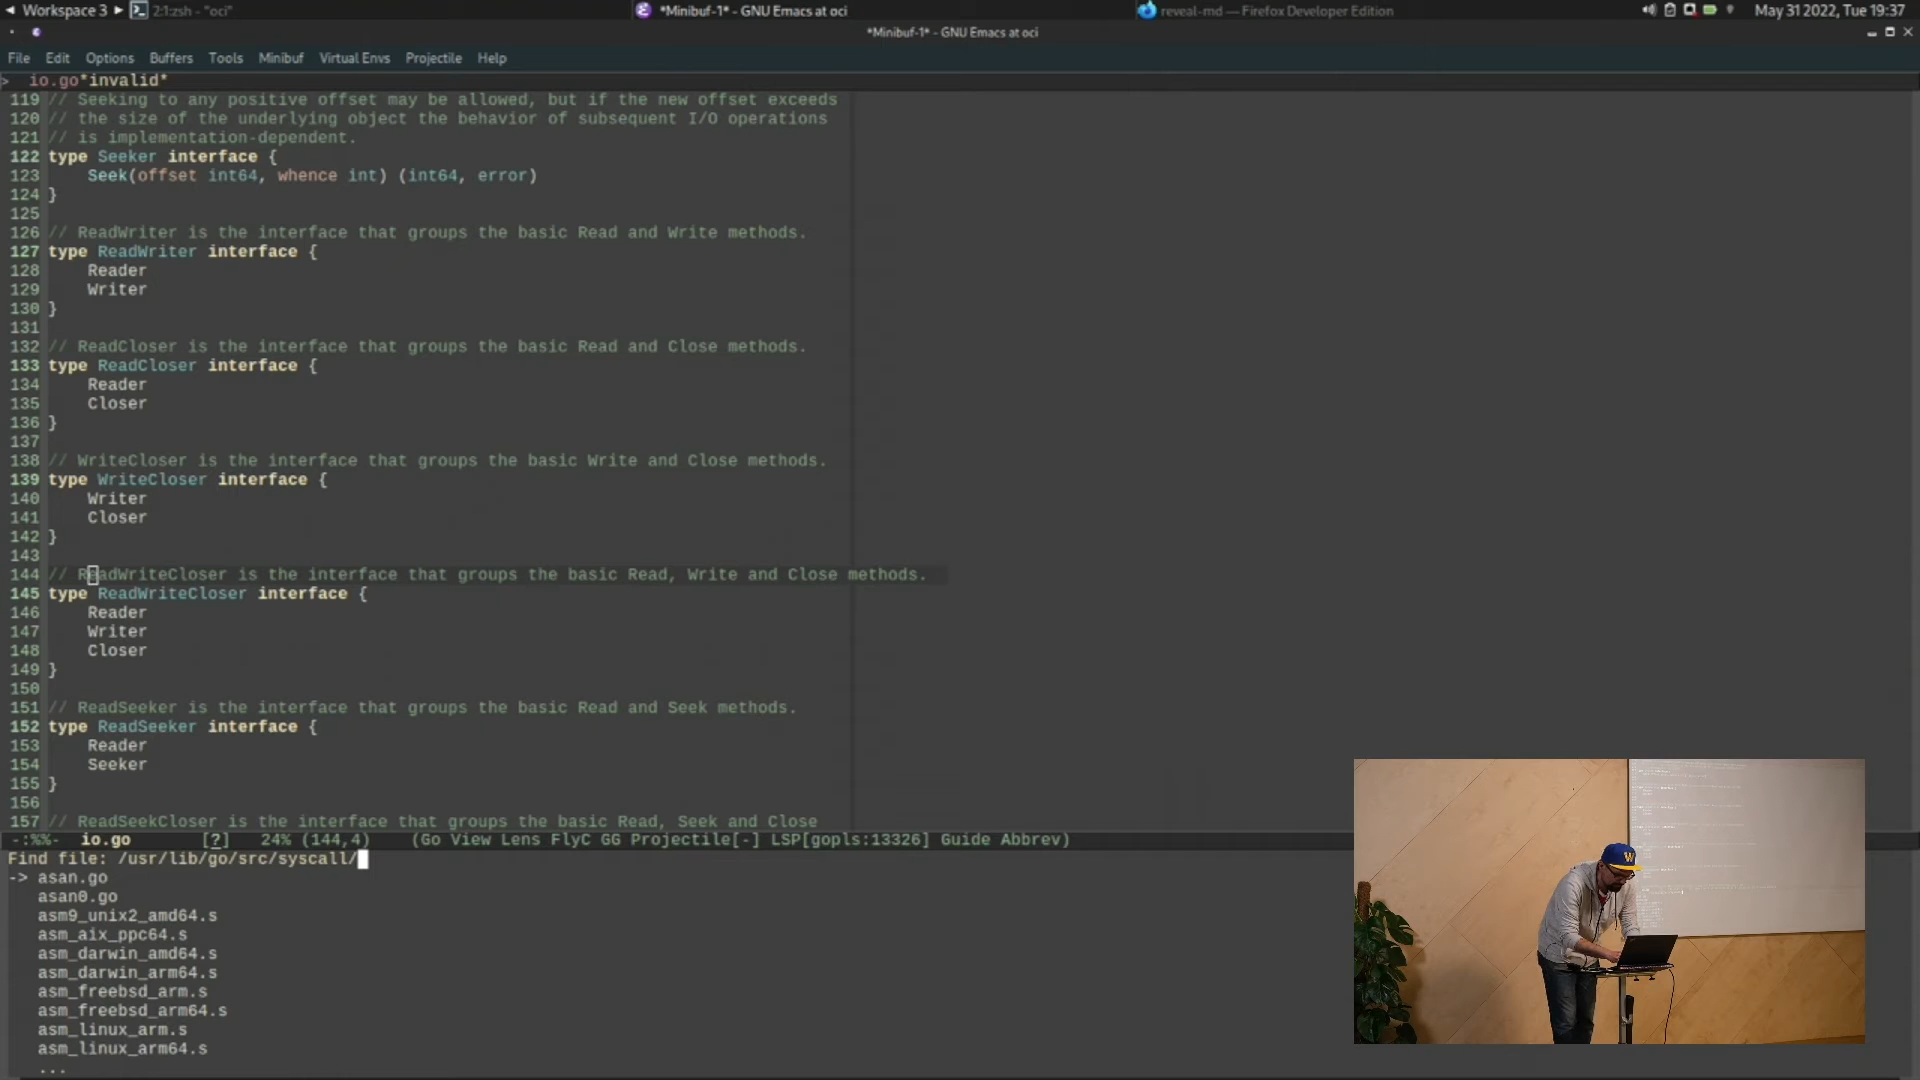 Workspace 3
2:1:zsh - "oci"
*Minibuf-1* - GNU Emacs at oci
reveal-md — Firefox Developer Edition
May 31 2022, Tue 19:37
*Minibuf-1* - GNU Emacs at oci
File Edit Options Buffers Tools Minibuf Virtual Envs Projectile Help
> io.go*invalid*
119 // Seeking to any positive offset may be allowed, but if the new offset exceeds
120 // the size of the underlying object the behavior of subsequent I/O operations
121 // is implementation-dependent.
122 type Seeker interface {
123     Seek(offset int64, whence int) (int64, error)
124 }
125
126 // ReadWriter is the interface that groups the basic Read and Write methods.
127 type ReadWriter interface {
128     Reader
129     Writer
130 }
131
132 // ReadCloser is the interface that groups the basic Read and Close methods.
133 type ReadCloser interface {
134     Reader
135     Closer
136 }
137
138 // WriteCloser is the interface that groups the basic Write and Close methods.
139 type WriteCloser interface {
140     Writer
141     Closer
142 }
143
144 // ReadWriteCloser is the interface that groups the basic Read, Write and Close methods.
145 type ReadWriteCloser interface {
146     Reader
147     Writer
148     Closer
149 }
150
151 // ReadSeeker is the interface that groups the basic Read and Seek methods.
152 type ReadSeeker interface {
153     Reader
154     Seeker
155 }
156
157 // ReadSeekCloser is the interface that groups the basic Read, Seek and Close
-:%%- io.go [?] 24% (144,4) (Go View Lens FlyC GG Projectile[-] LSP[gopls:13326] Guide Abbrev)
Find file: /usr/lib/go/src/syscall/
-> asan.go
asan0.go
asm9_unix2_amd64.s
asm_aix_ppc64.s
asm_darwin_amd64.s
asm_darwin_arm64.s
asm_freebsd_arm.s
asm_freebsd_arm64.s
asm_linux_arm.s
asm_linux_arm64.s
...
W